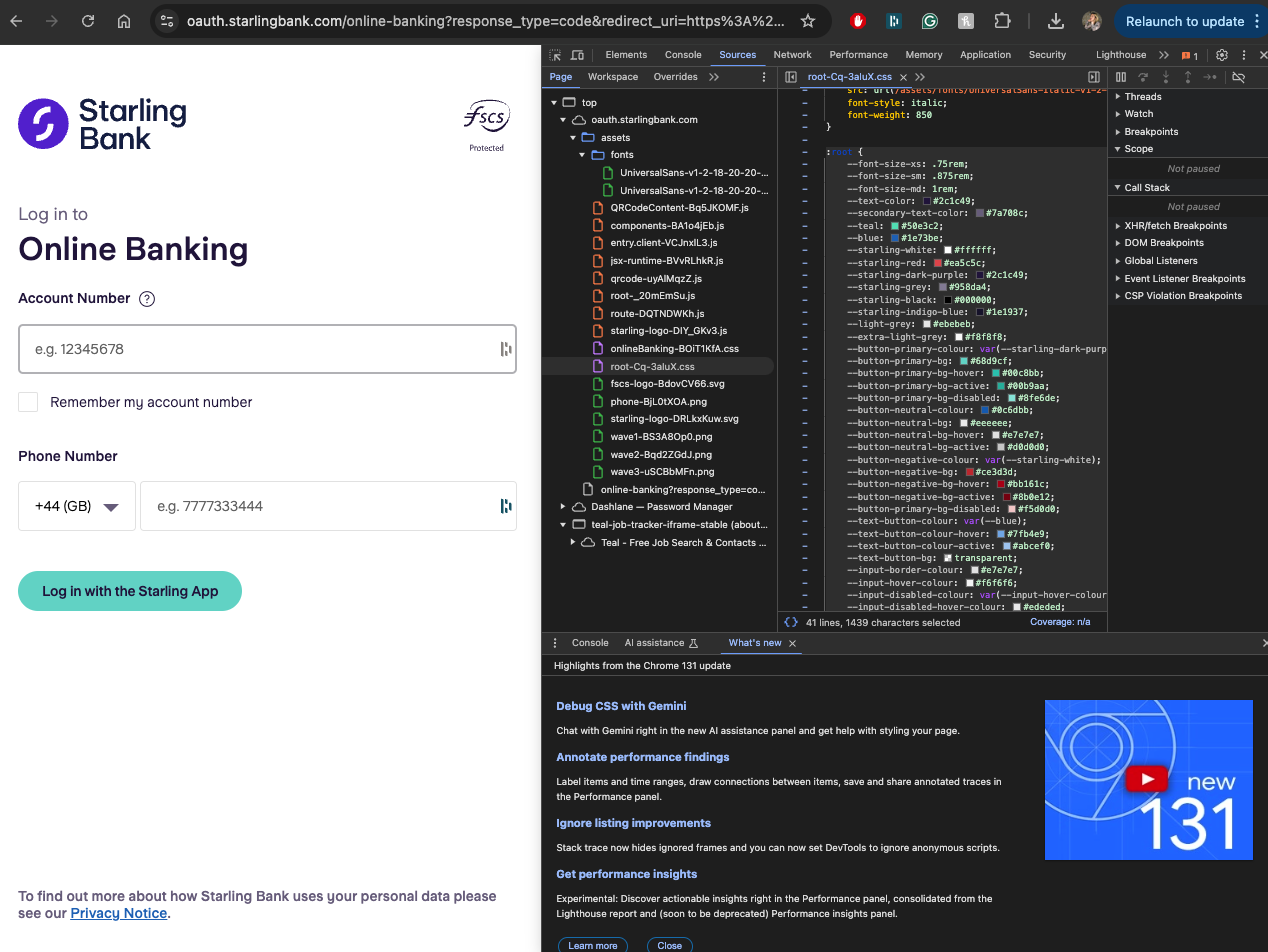 oauth.starlingbank.com/online-banking?response_type=code&redirect_uri=https%3A%2...
Relaunch to update
Starling
Bank
fscs
Protected
Log in to
Online Banking
Account Number ?
e.g. 12345678
Remember my account number
Phone Number
+44 (GB)
e.g. 7777333444
Log in with the Starling App
To find out more about how Starling Bank uses your personal data please
see our Privacy Notice.
Elements Console Sources Network Performance Memory Application Security Lighthouse 1
Page Workspace Overrides
top
oauth.starlingbank.com
assets
fonts
UniversalSans-v1-2-18-20-20-...
UniversalSans-v1-2-18-20-20-...
QRCodeContent-Bq5JKOMF.js
components-BA1o4jEb.js
entry.client-VCJnxIL3.js
jsx-runtime-BVvRLhkR.js
qrcode-uyAlMqzZ.js
root-_20mEmSu.js
route-DQTNDWKh.js
starling-logo-DIY_GKv3.js
onlineBanking-BOiT1KfA.css
root-Cq-3aluX.css
fscs-logo-BdovCV66.svg
phone-BjL0tXOA.png
starling-logo-DRLkxKuw.svg
wave1-BS3A8Op0.png
wave2-Bqd2ZGdJ.png
wave3-uSCBbMFn.png
online-banking?response_type=co...
Dashlane — Password Manager
teal-job-tracker-iframe-stable (about...
Teal - Free Job Search & Contacts ...
root-Cq-3aluX.css
src: url(/assets/fonts/UniversalSans-italic-v1-2-
font-style: italic;
font-weight: 850
}
:root {
--font-size-xs: .75rem;
--font-size-sm: .875rem;
--font-size-md: 1rem;
--text-color: #2c1c49;
--secondary-text-color: #7a708c;
--teal: #50e3c2;
--blue: #1e73be;
--starling-white: #ffffff;
--starling-red: #ea5c5c;
--starling-dark-purple: #2c1c49;
--starling-grey: #958da4;
--starling-black: #000000;
--starling-indigo-blue: #1e1937;
--light-grey: #ebebeb;
--extra-light-grey: #f8f8f8;
--button-primary-colour: var(--starling-dark-purp
--button-primary-bg: #68d9cf;
--button-primary-bg-hover: #00c8bb;
--button-primary-bg-active: #00b9aa;
--button-primary-bg-disabled: #8fe6de;
--button-neutral-colour: #0c6dbb;
--button-neutral-bg: #eeeeee;
--button-neutral-bg-hover: #e7e7e7;
--button-neutral-bg-active: #d0d0d0;
--button-negative-colour: var(--starling-white);
--button-negative-bg: #ce3d3d;
--button-negative-bg-hover: #bb161c;
--button-negative-bg-active: #8b0e12;
--button-primary-bg-disabled: #f5d0d0;
--text-button-colour: var(--blue);
--text-button-colour-hover: #7fb4e9;
--text-button-colour-active: #abcef0;
--text-button-bg: transparent;
--input-border-colour: #e7e7e7;
--input-hover-colour: #f6f6f6;
--input-disabled-colour: var(--input-hover-colour
--input-disabled-hover-colour: #ededed;
{} 41 lines, 1439 characters selected Coverage: n/a
Threads
Watch
Breakpoints
Scope
Not paused
Call Stack
Not paused
XHR/fetch Breakpoints
DOM Breakpoints
Global Listeners
Event Listener Breakpoints
CSP Violation Breakpoints
Console AI assistance What's new
Highlights from the Chrome 131 update
Debug CSS with Gemini
Chat with Gemini right in the new AI assistance panel and get help with styling your page.
Annotate performance findings
Label items and time ranges, draw connections between items, save and share annotated traces in
the Performance panel.
Ignore listing improvements
Stack trace now hides ignored frames and you can now set DevTools to ignore anonymous scripts.
Get performance insights
Experimental: Discover actionable insights right in the Performance panel, consolidated from the
Lighthouse report and (soon to be deprecated) Performance insights panel.
Learn more Close
new
131